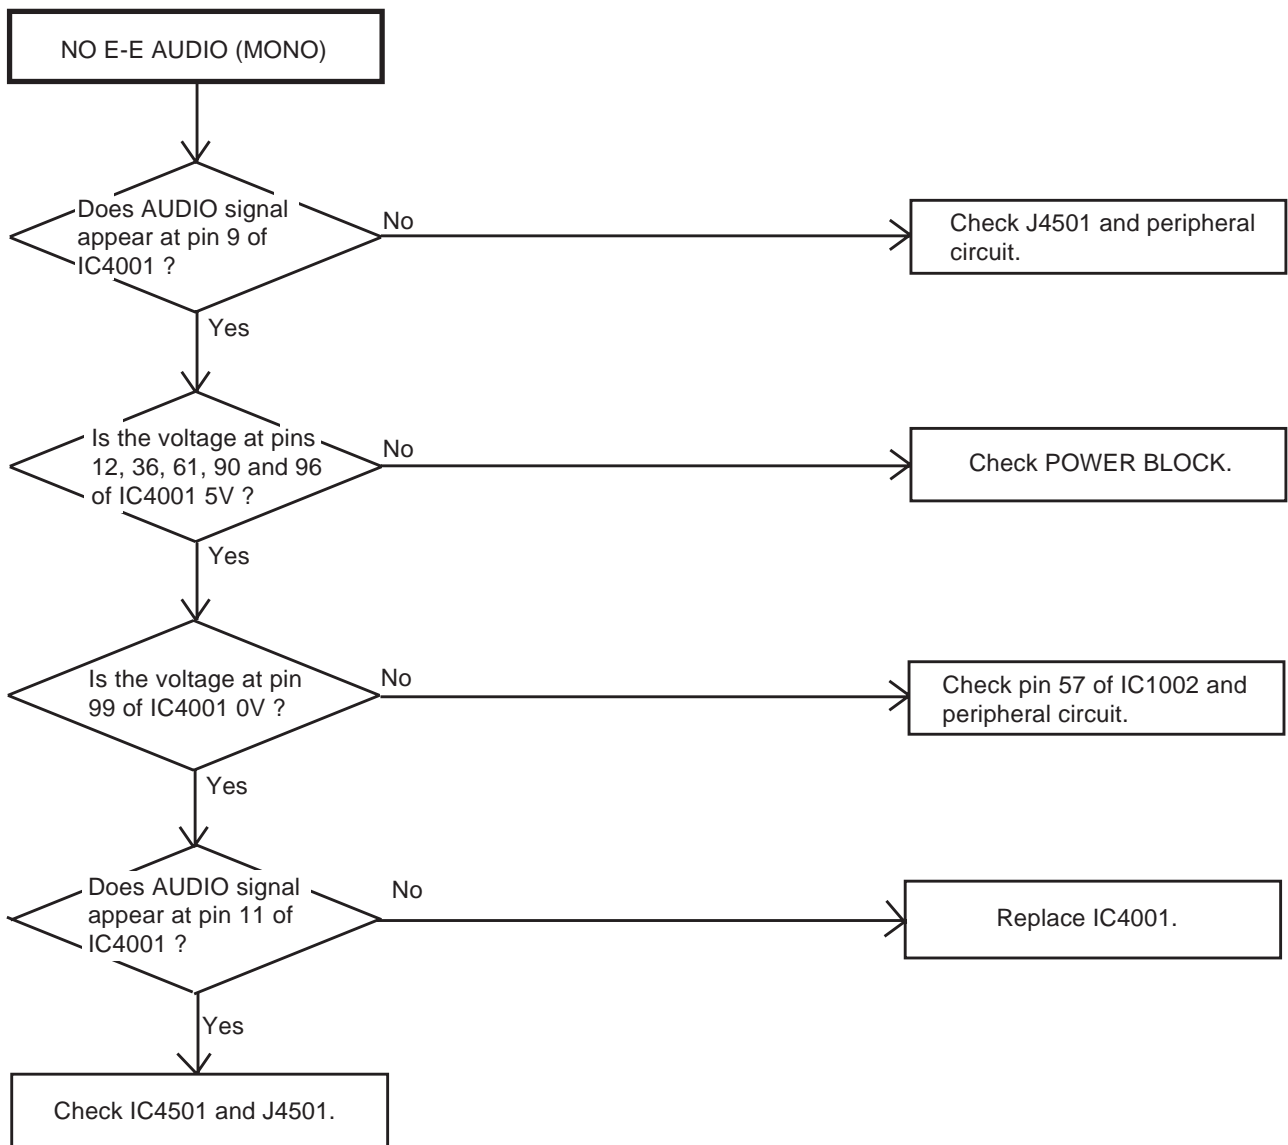 NO E-E AUDIO (MONO)
Does AUDIO signal
appear at pin 9 of
IC4001 ?
No
Check J4501 and peripheral
circuit.
Yes
Is the voltage at pins
12, 36, 61, 90 and 96
of IC4001 5V ?
No
Check POWER BLOCK.
Yes
Is the voltage at pin
99 of IC4001 0V ?
No
Check pin 57 of IC1002 and
peripheral circuit.
Yes
Does AUDIO signal
appear at pin 11 of
IC4001 ?
No
Replace IC4001.
Yes
Check IC4501 and J4501.